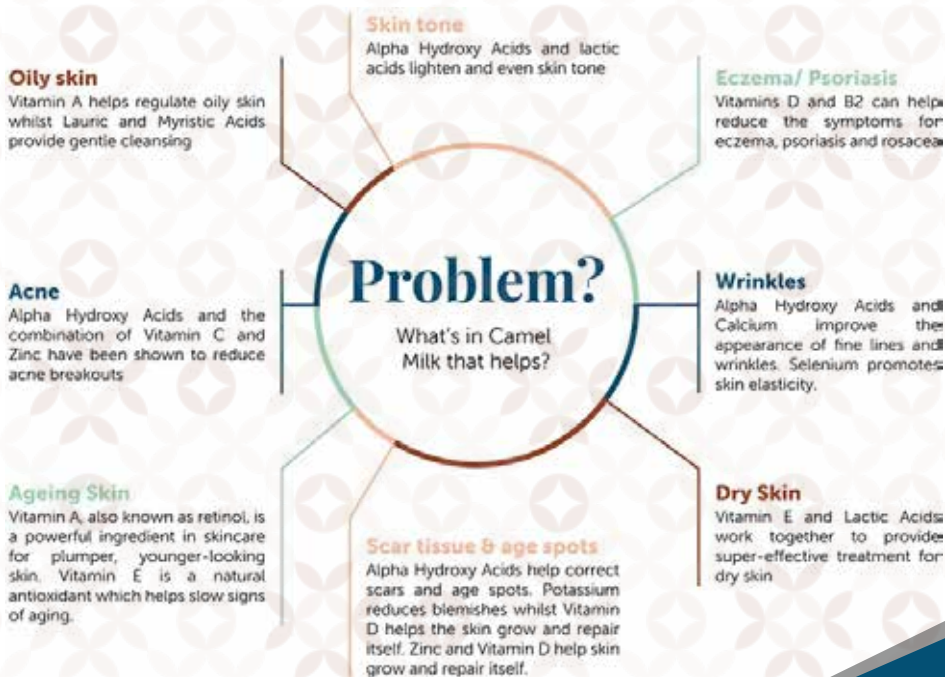 Skin tone
Alpha Hydroxy Acids and lactic
acids lighten and even skin tone
Oily skin
Vitamin A helps regulate oily skin
whilst Lauric and Myristic Acids
provide gentle cleansing
Eczema/ Psoriasis
Vitamins D and B2 can help
reduce the symptoms for
eczema, psoriasis and rosacea
Problem?
What's in Camel
Milk that helps?
Acne
Alpha Hydroxy Acids and the
combination of Vitamin C and
Zinc have been shown to reduce
acne breakouts
Wrinkles
Alpha Hydroxy Acids and
Calcium improve the
appearance of fine lines and
wrinkles. Selenium promotes
skin elasticity.
Ageing Skin
Vitamin A, also known as retinol, is
a powerful ingredient in skincare
for plumper, younger-looking
skin. Vitamin E is a natural
antioxidant which helps slow signs
of aging.
Scar tissue & age spots
Alpha Hydroxy Acids help correct
scars and age spots. Potassium
reduces blemishes whilst Vitamin
D helps the skin grow and repair
itself. Zinc and Vitamin D help skin
grow and repair itself.
Dry Skin
Vitamin E and Lactic Acids
work together to provide
super-effective treatment for
dry skin